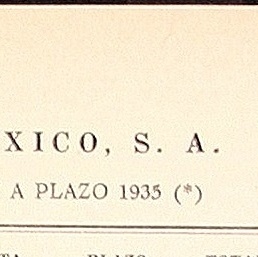 XICO, S. A.
A PLAZO 1935 (*)